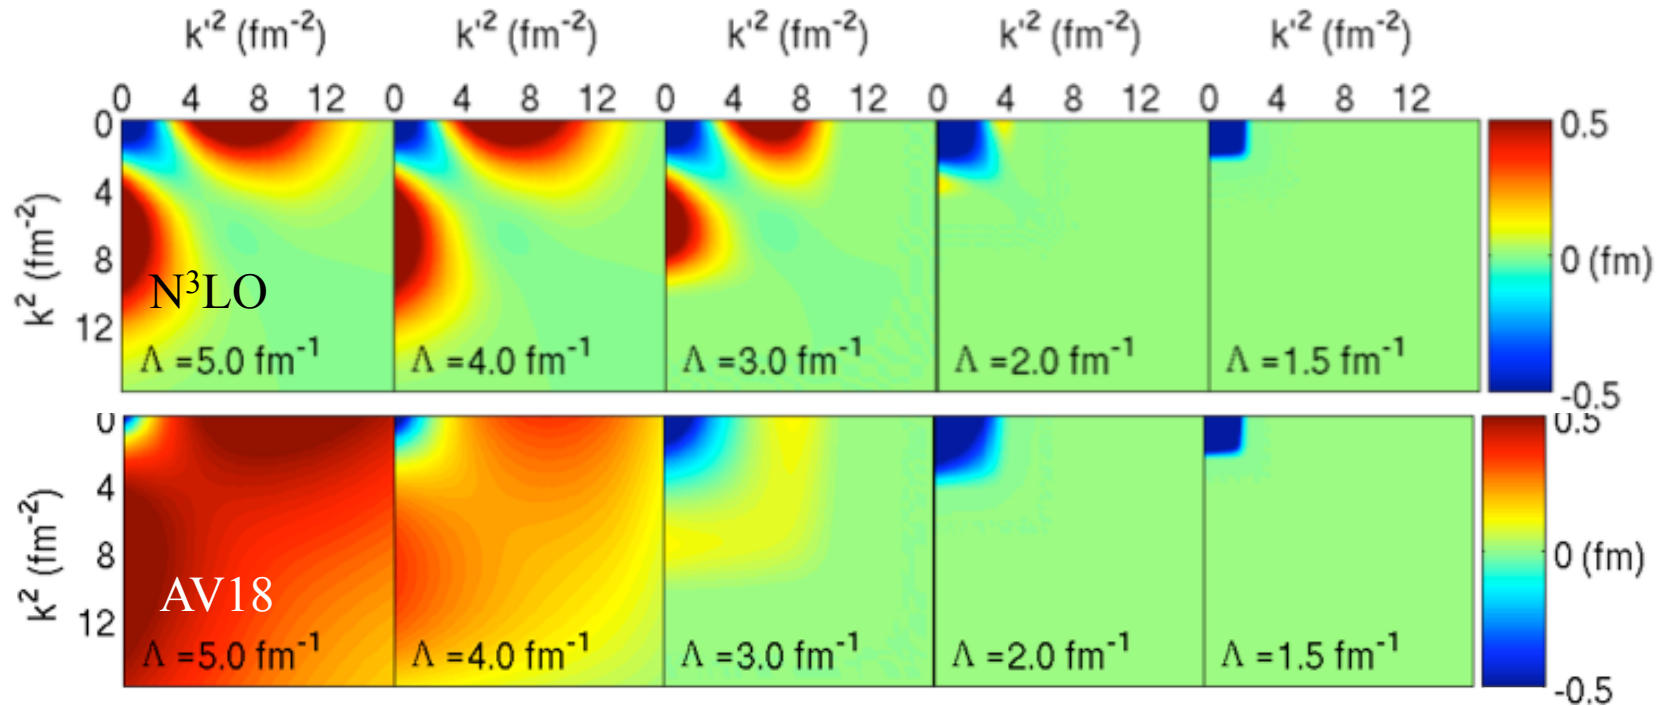 k'² (fm⁻²) k'² (fm⁻²) k'² (fm⁻²) k'² (fm⁻²) k'² (fm⁻²)
0 4 8 12 0 4 8 12 0 4 8 12 0 4 8 12 0 4 8 12
0
4
8
12
k² (fm⁻²)
N³LO
Λ =5.0 fm⁻¹ Λ =4.0 fm⁻¹ Λ =3.0 fm⁻¹ Λ =2.0 fm⁻¹ Λ =1.5 fm⁻¹
0.5
0 (fm)
-0.5
0
4
8
12
k² (fm⁻²)
AV18
Λ =5.0 fm⁻¹ Λ =4.0 fm⁻¹ Λ =3.0 fm⁻¹ Λ =2.0 fm⁻¹ Λ =1.5 fm⁻¹
0.5
0 (fm)
-0.5